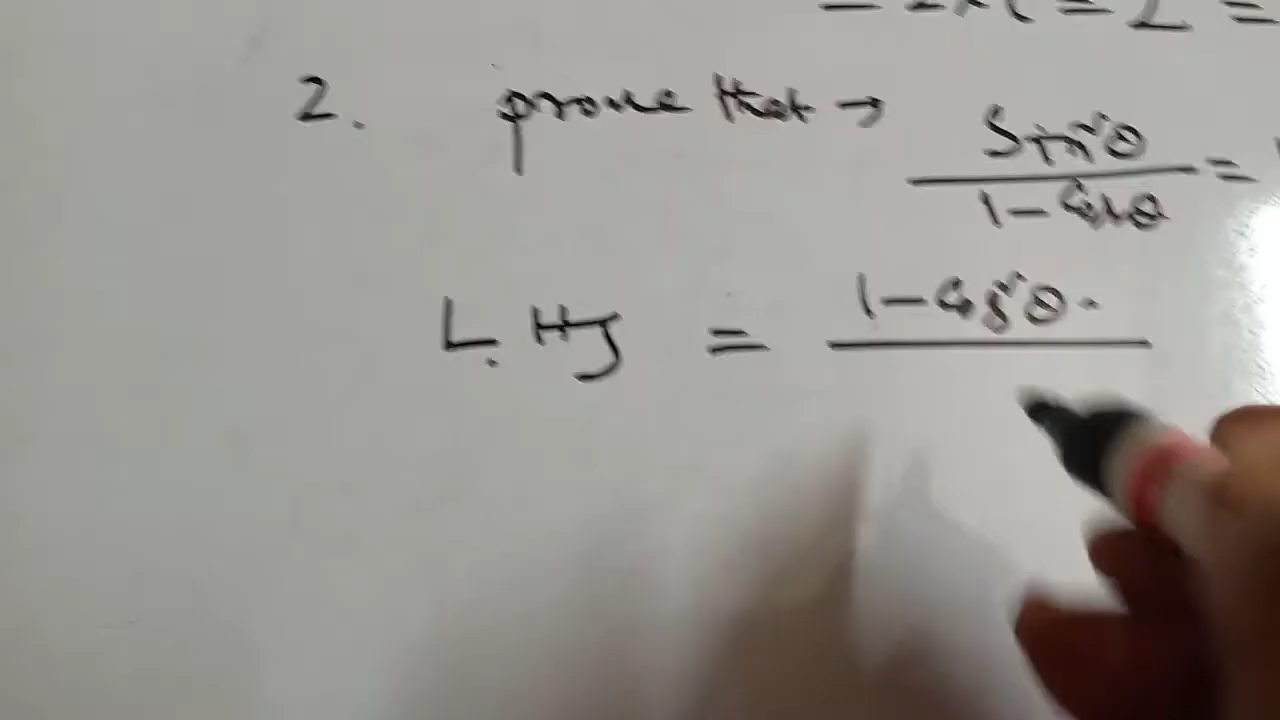 2. prove that → Sin²θ / 1 - Cosθ =
L.HS = 1 - Cos²θ.